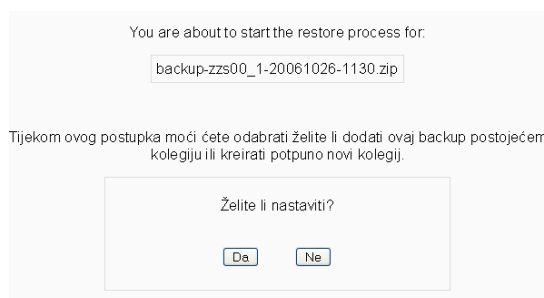 You are about to start the restore process for:
backup-zzs00_1-20061026-1130.zip
Tijekom ovog postupka moći ćete odabrati želite li dodati ovaj backup postojećem
kolegiju ili kreirati potpuno novi kolegij.
Želite li nastaviti?
Da Ne